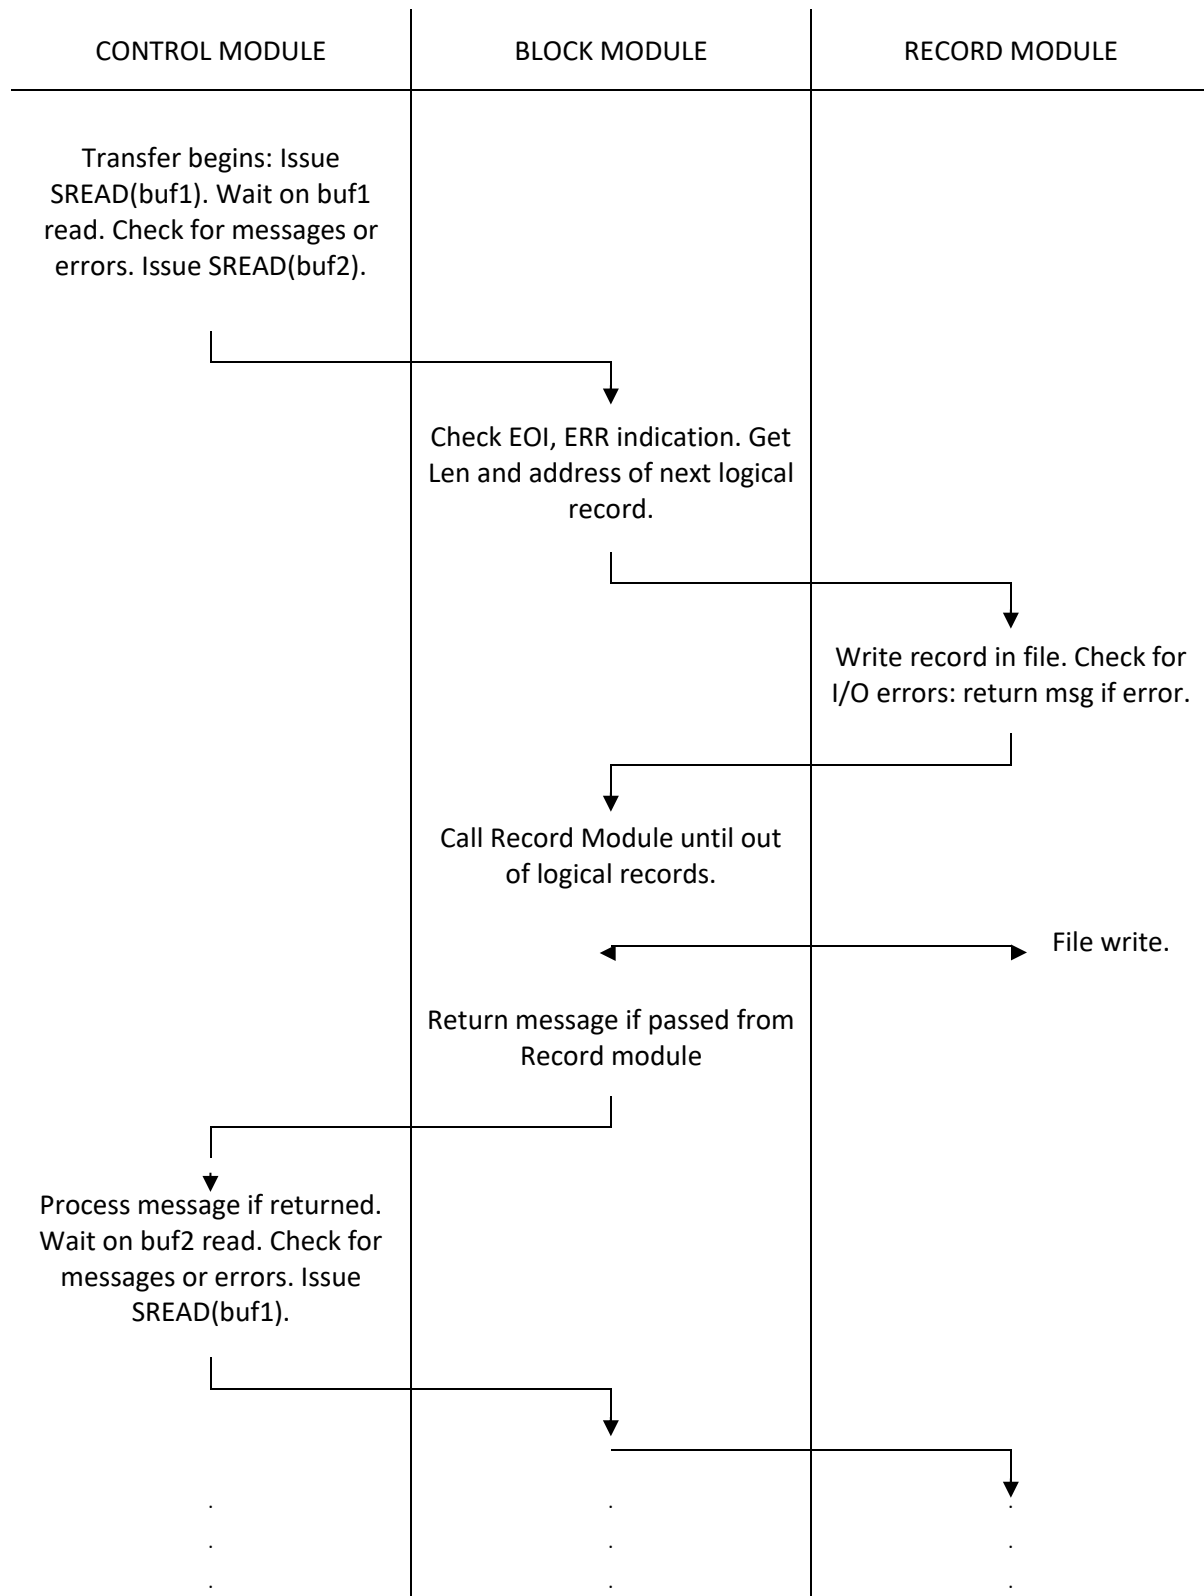 CONTROL MODULE
BLOCK MODULE
RECORD MODULE
Transfer begins: Issue
SREAD(buf1). Wait on buf1
read. Check for messages or
errors. Issue SREAD(buf2).
Check EOI, ERR indication. Get
Len and address of next logical
record.
Write record in file. Check for
I/O errors: return msg if error.
Call Record Module until out
of logical records.
File write.
Return message if passed from
Record module
Process message if returned.
Wait on buf2 read. Check for
messages or errors. Issue
SREAD(buf1).
. . .
. . .
. . .